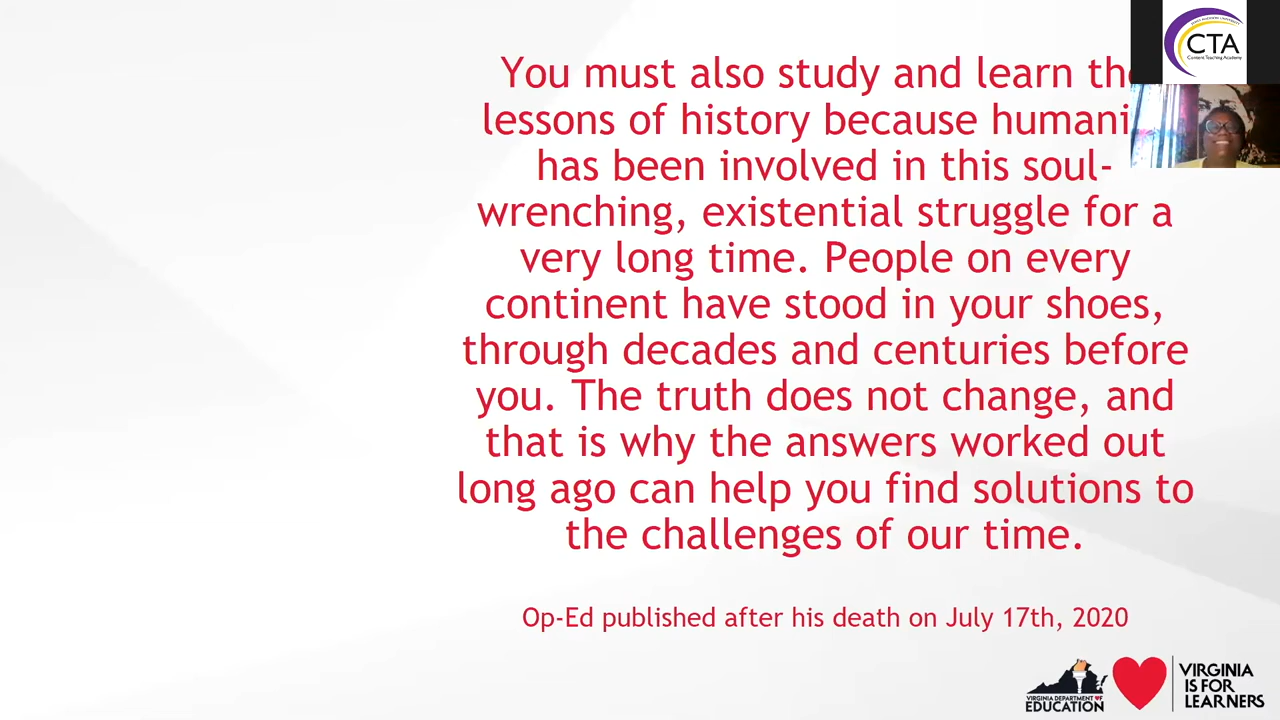 You must also study and learn the
lessons of history because humani
has been involved in this soul-
wrenching, existential struggle for a
very long time. People on every
continent have stood in your shoes,
through decades and centuries before
you. The truth does not change, and
that is why the answers worked out
long ago can help you find solutions to
the challenges of our time.
Op-Ed published after his death on July 17th, 2020
CTA
Content Teaching Academy
VIRGINIA DEPARTMENT OF
EDUCATION
VIRGINIA
IS FOR
LEARNERS